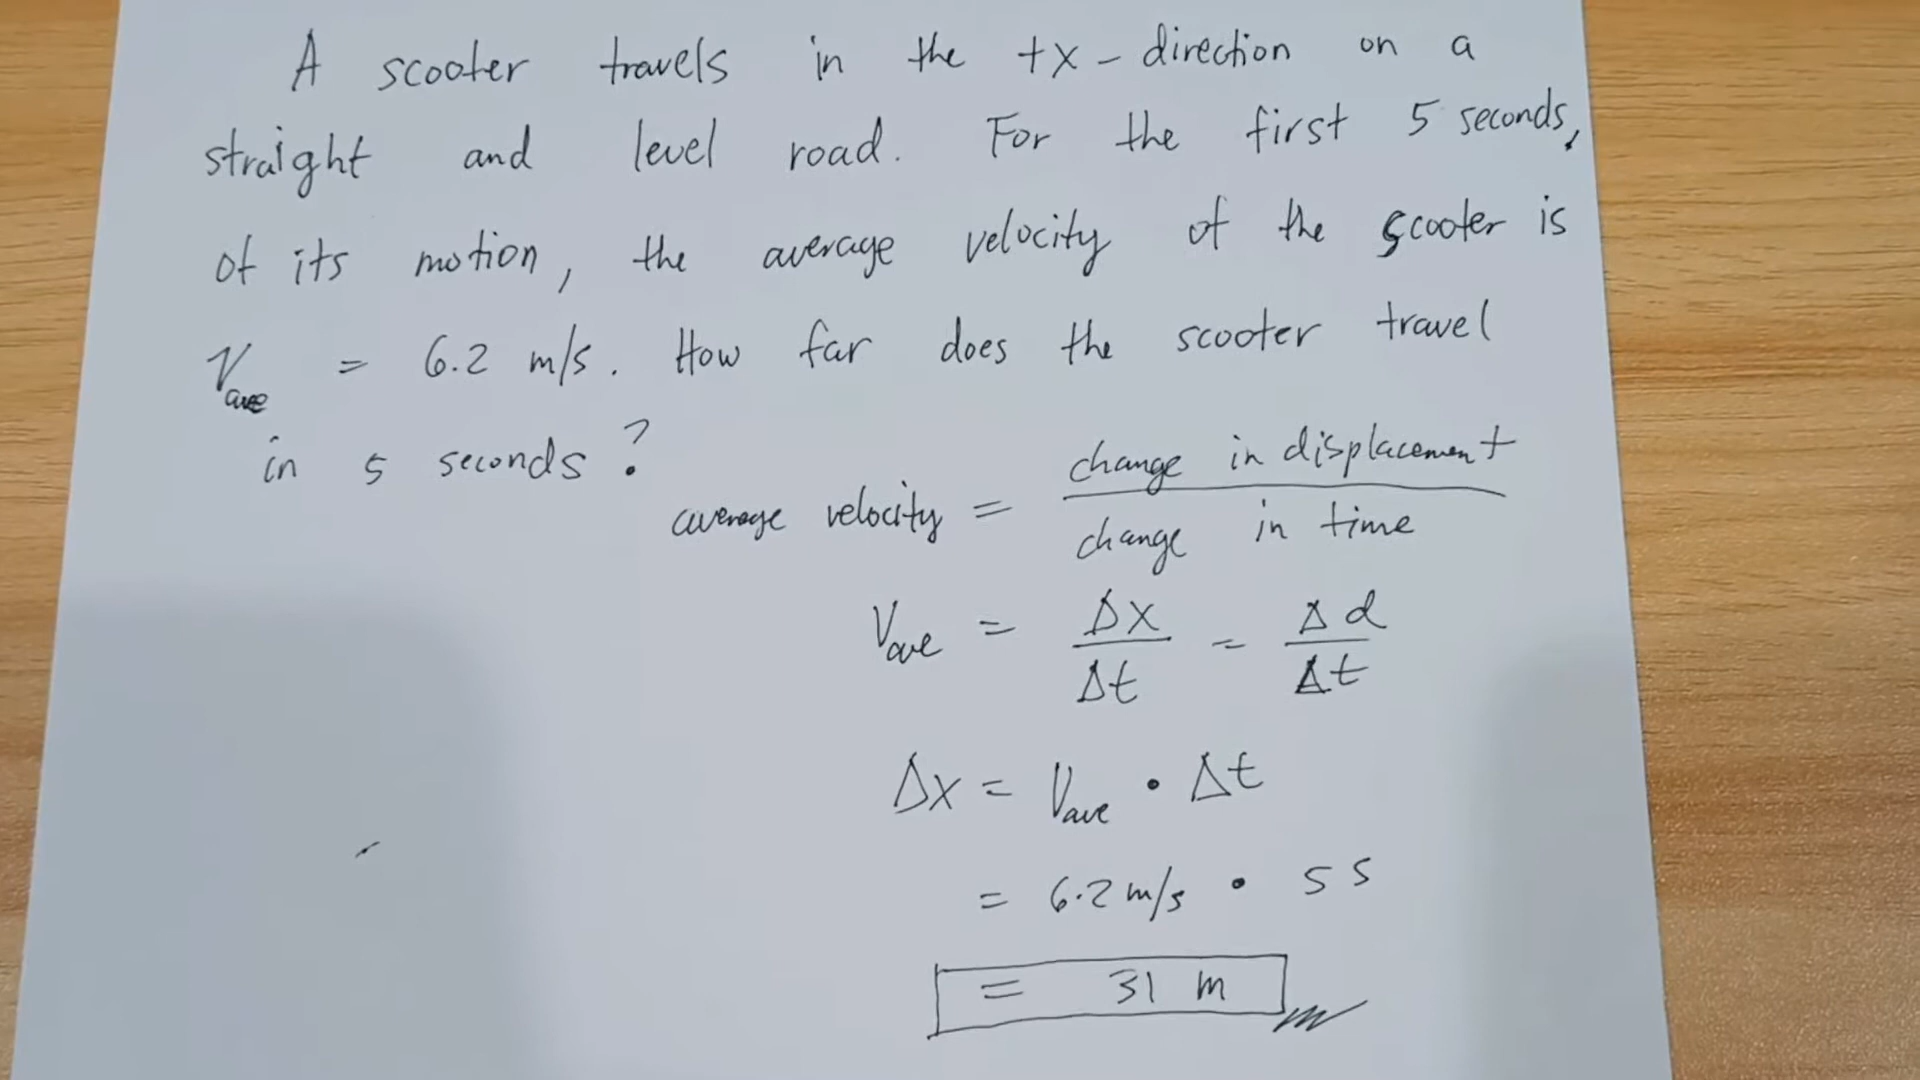 A scooter travels in the +x-direction on a
straight and level road. For the first 5 seconds,
of its motion, the average velocity of the scooter is
Vave = 6.2 m/s. How far does the scooter travel
in 5 seconds?
average velocity = change in displacement / change in time
Vave = Δx / Δt = Δd / Δt
Δx = Vave • Δt
= 6.2 m/s • 5 s
= 31 m